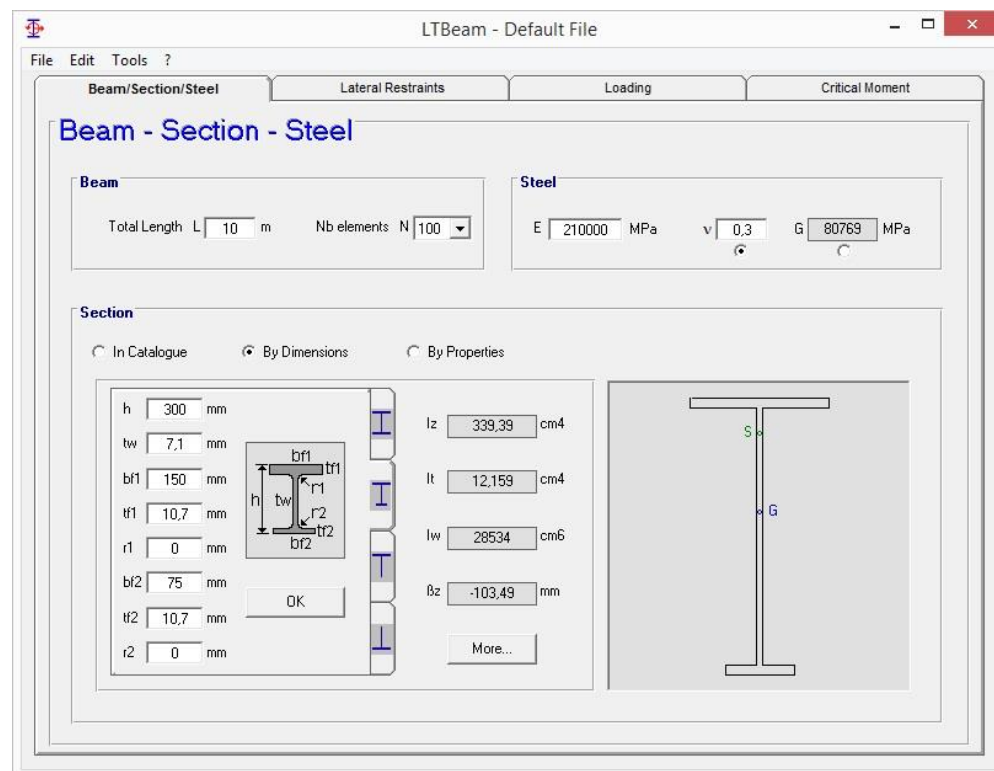 LTBeam - Default File
File Edit Tools ?
Beam/Section/Steel Lateral Restraints Loading Critical Moment
Beam - Section - Steel
Beam
Total Length L 10 m Nb elements N 100
Steel
E 210000 MPa ν 0,3 G 80769 MPa
Section
In Catalogue By Dimensions By Properties
h 300 mm
tw 7,1 mm
bf1 150 mm
tf1 10,7 mm
r1 0 mm
bf2 75 mm
tf2 10,7 mm
r2 0 mm
bf1
tf1
r1
h tw
r2
tf2
bf2
OK
Iz 339,39 cm4
It 12,159 cm4
Iw 28534 cm6
βz -103,49 mm
More...
S
G